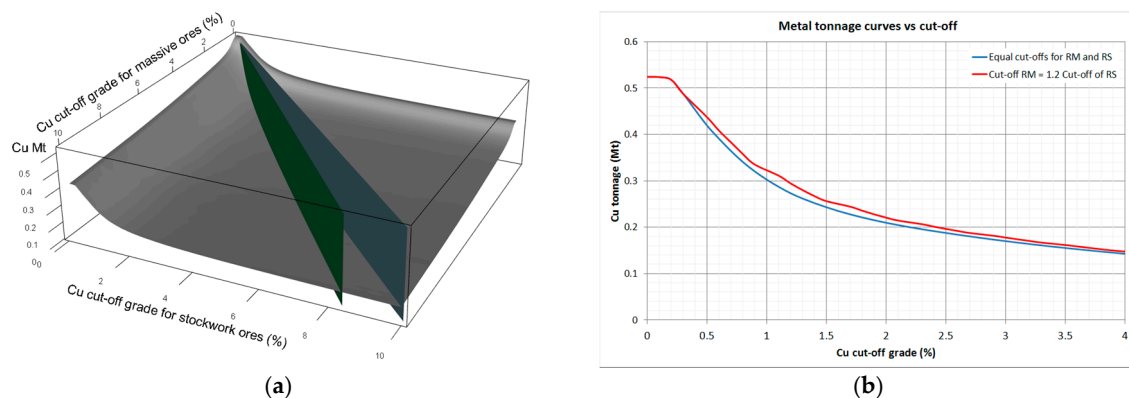 Cu cut-off grade for massive ores (%)
0
2
4
6
8
10
Cu Mt
0.5
0.4
0.3
0.2
0.1
0
0
2
4
6
8
10
Cu cut-off grade for stockwork ores (%)
(a)
Metal tonnage curves vs cut-off
Equal cut-offs for RM and RS
Cut-off RM = 1.2 Cut-off of RS
Cu tonnage (Mt)
0.6
0.5
0.4
0.3
0.2
0.1
0
0 0.5 1 1.5 2 2.5 3 3.5 4
Cu cut-off grade (%)
(b)